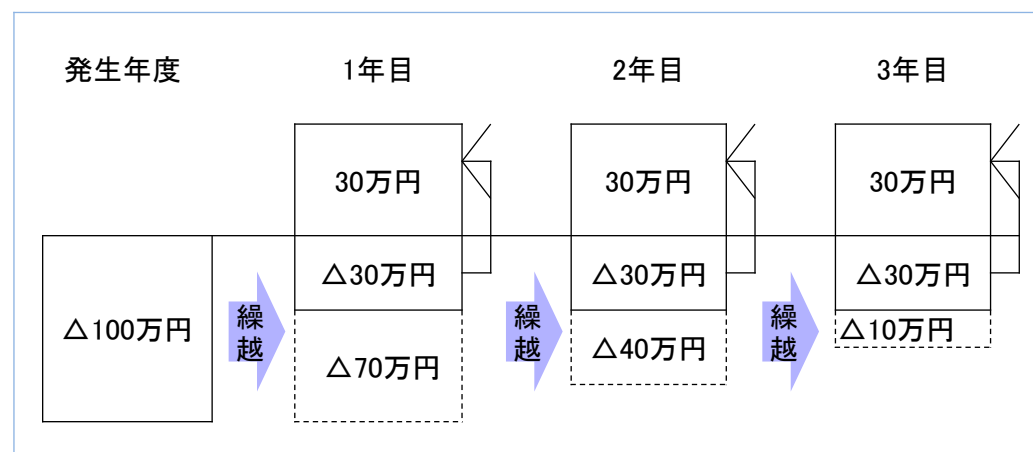 発生年度
1年目
2年目
3年目
30万円
30万円
30万円
△100万円
繰越
△30万円
△70万円
繰越
△30万円
△40万円
繰越
△30万円
△10万円